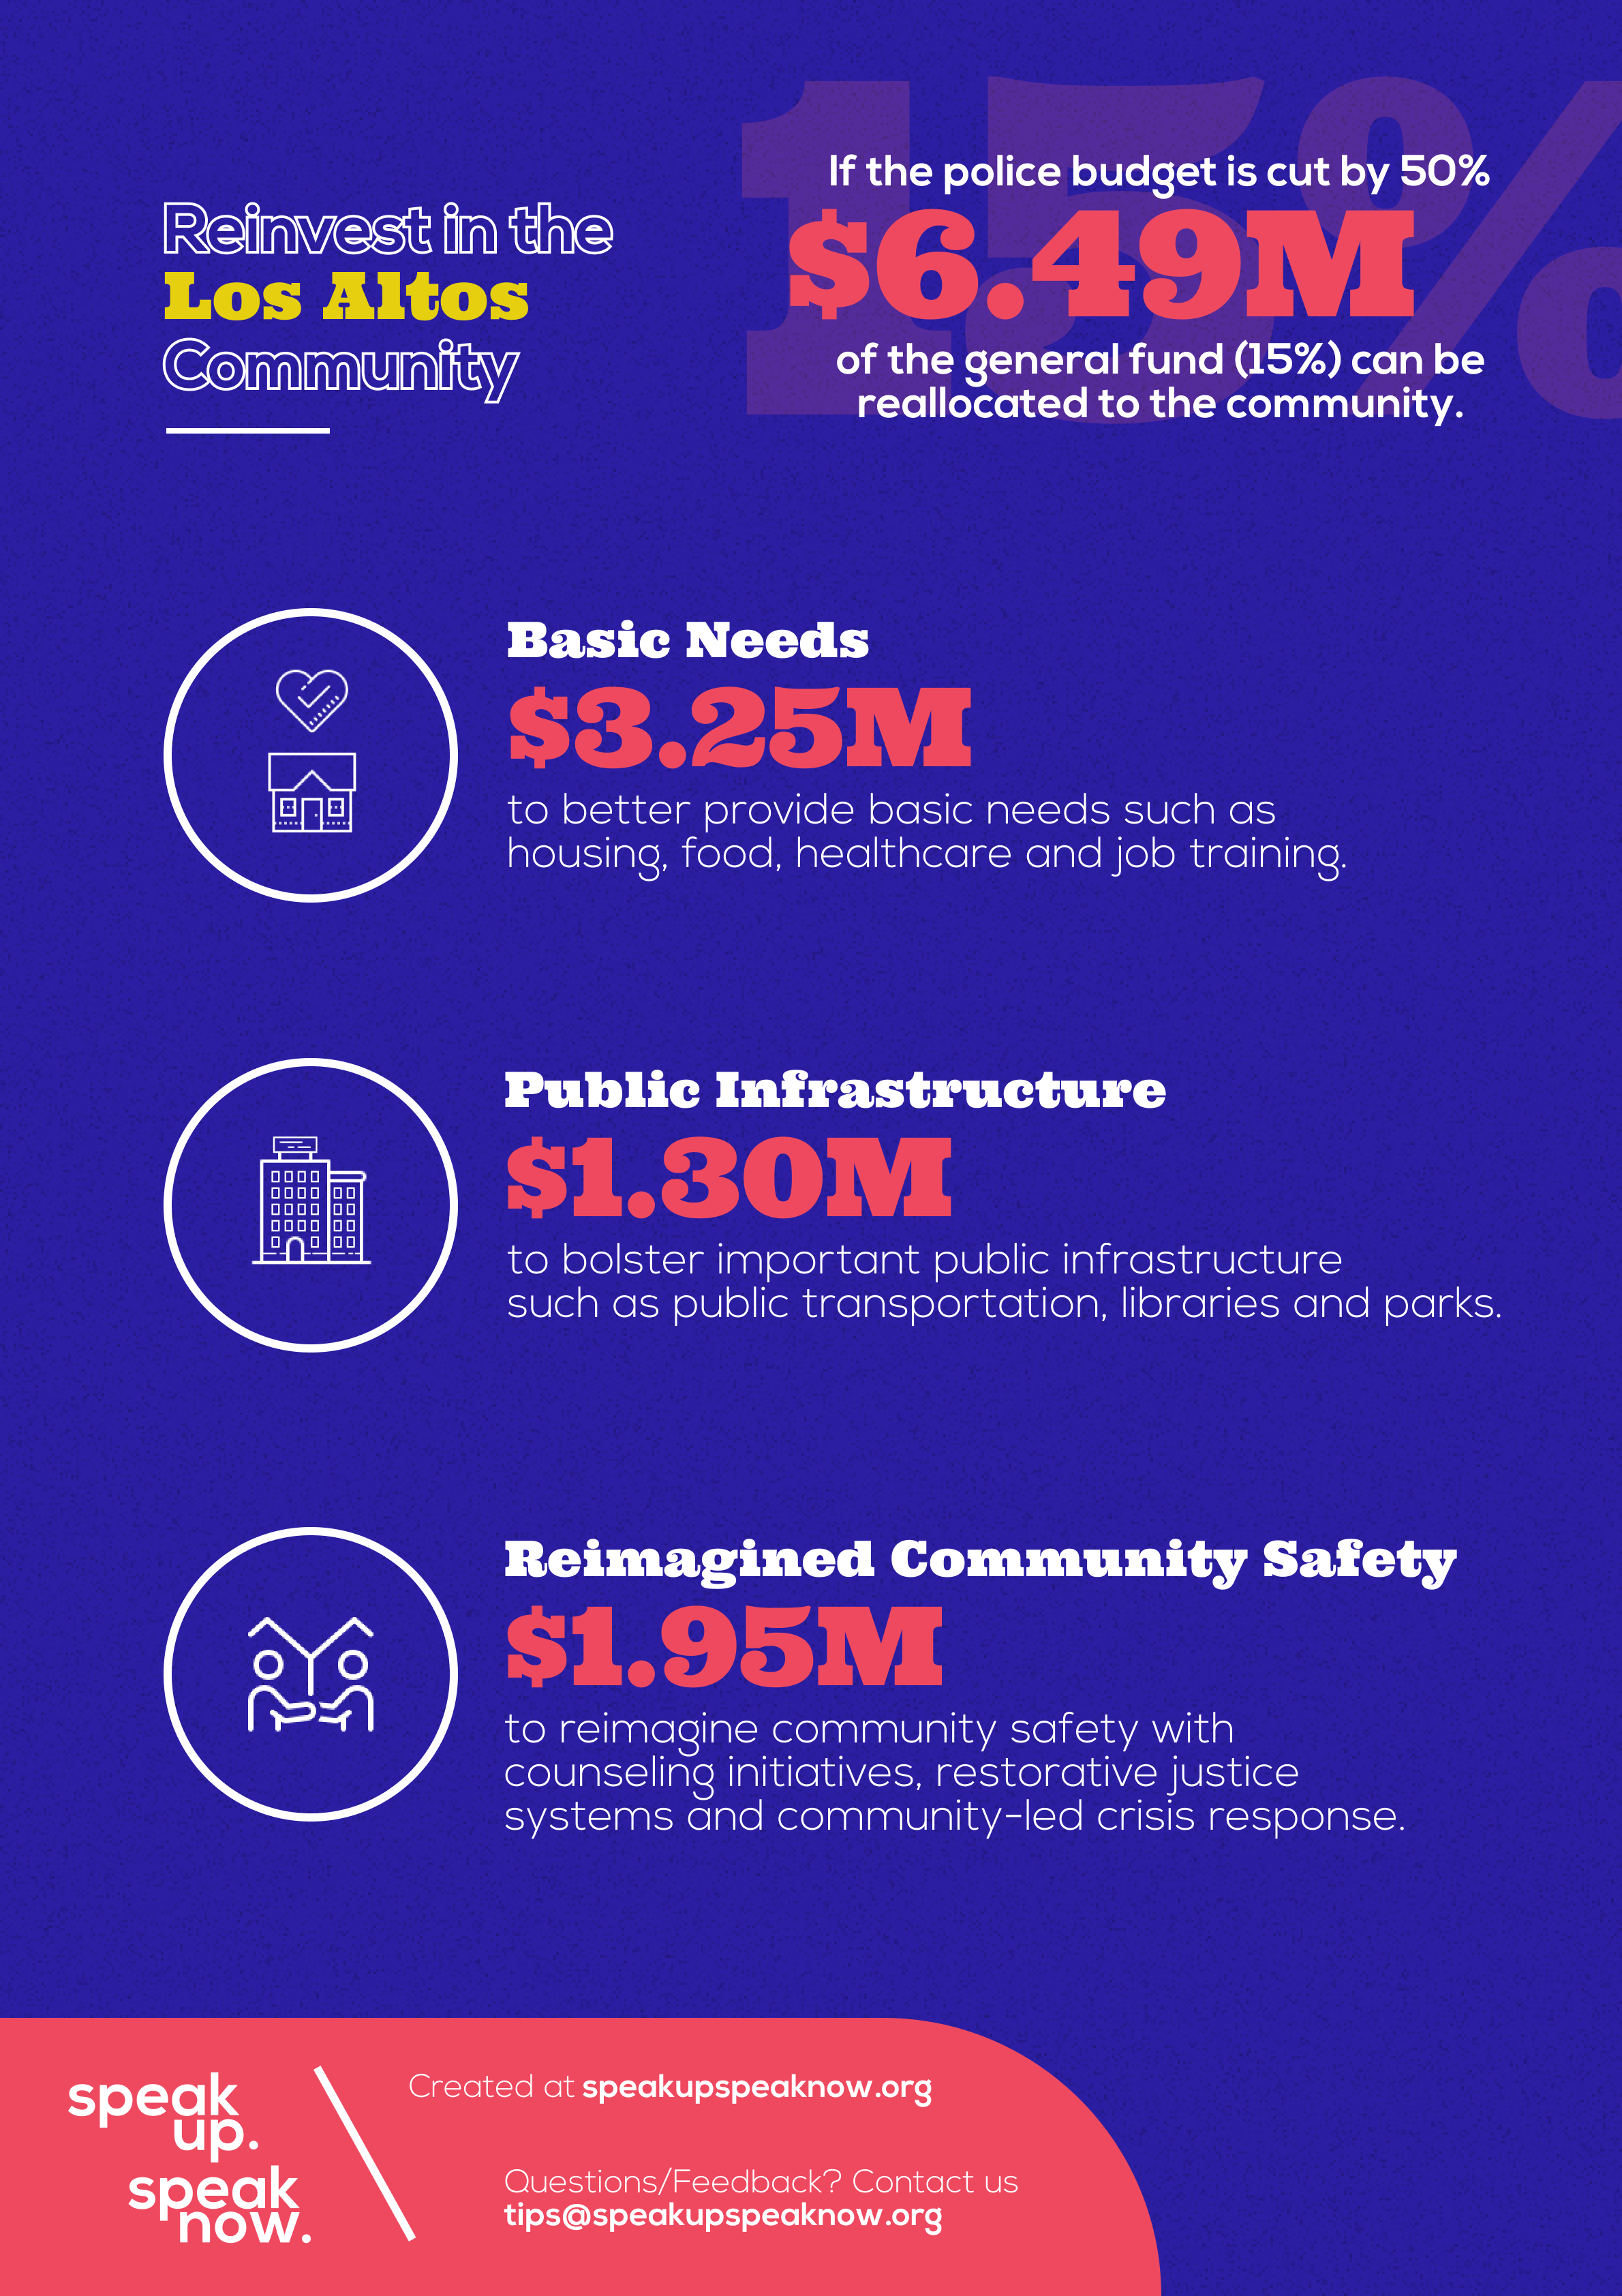 15%
Reinvest in the
Los Altos
Community
If the police budget is cut by 50%
$6.49M
of the general fund (15%) can be
reallocated to the community.
Basic Needs
$3.25M
to better provide basic needs such as
housing, food, healthcare and job training.
Public Infrastructure
$1.30M
to bolster important public infrastructure
such as public transportation, libraries and parks.
Reimagined Community Safety
$1.95M
to reimagine community safety with
counseling initiatives, restorative justice
systems and community-led crisis response.
speak
up.
speak
now.
Created at speakupspeaknow.org
Questions/Feedback? Contact us
tips@speakupspeaknow.org